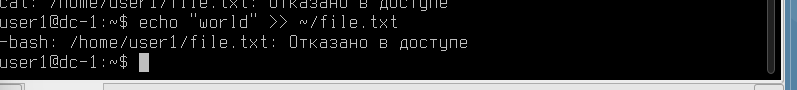 cat: /home/user1/file.txt: Отказано в доступе
user1@dc-1:~$ echo "world" >> ~/file.txt
-bash: /home/user1/file.txt: Отказано в доступе
user1@dc-1:~$